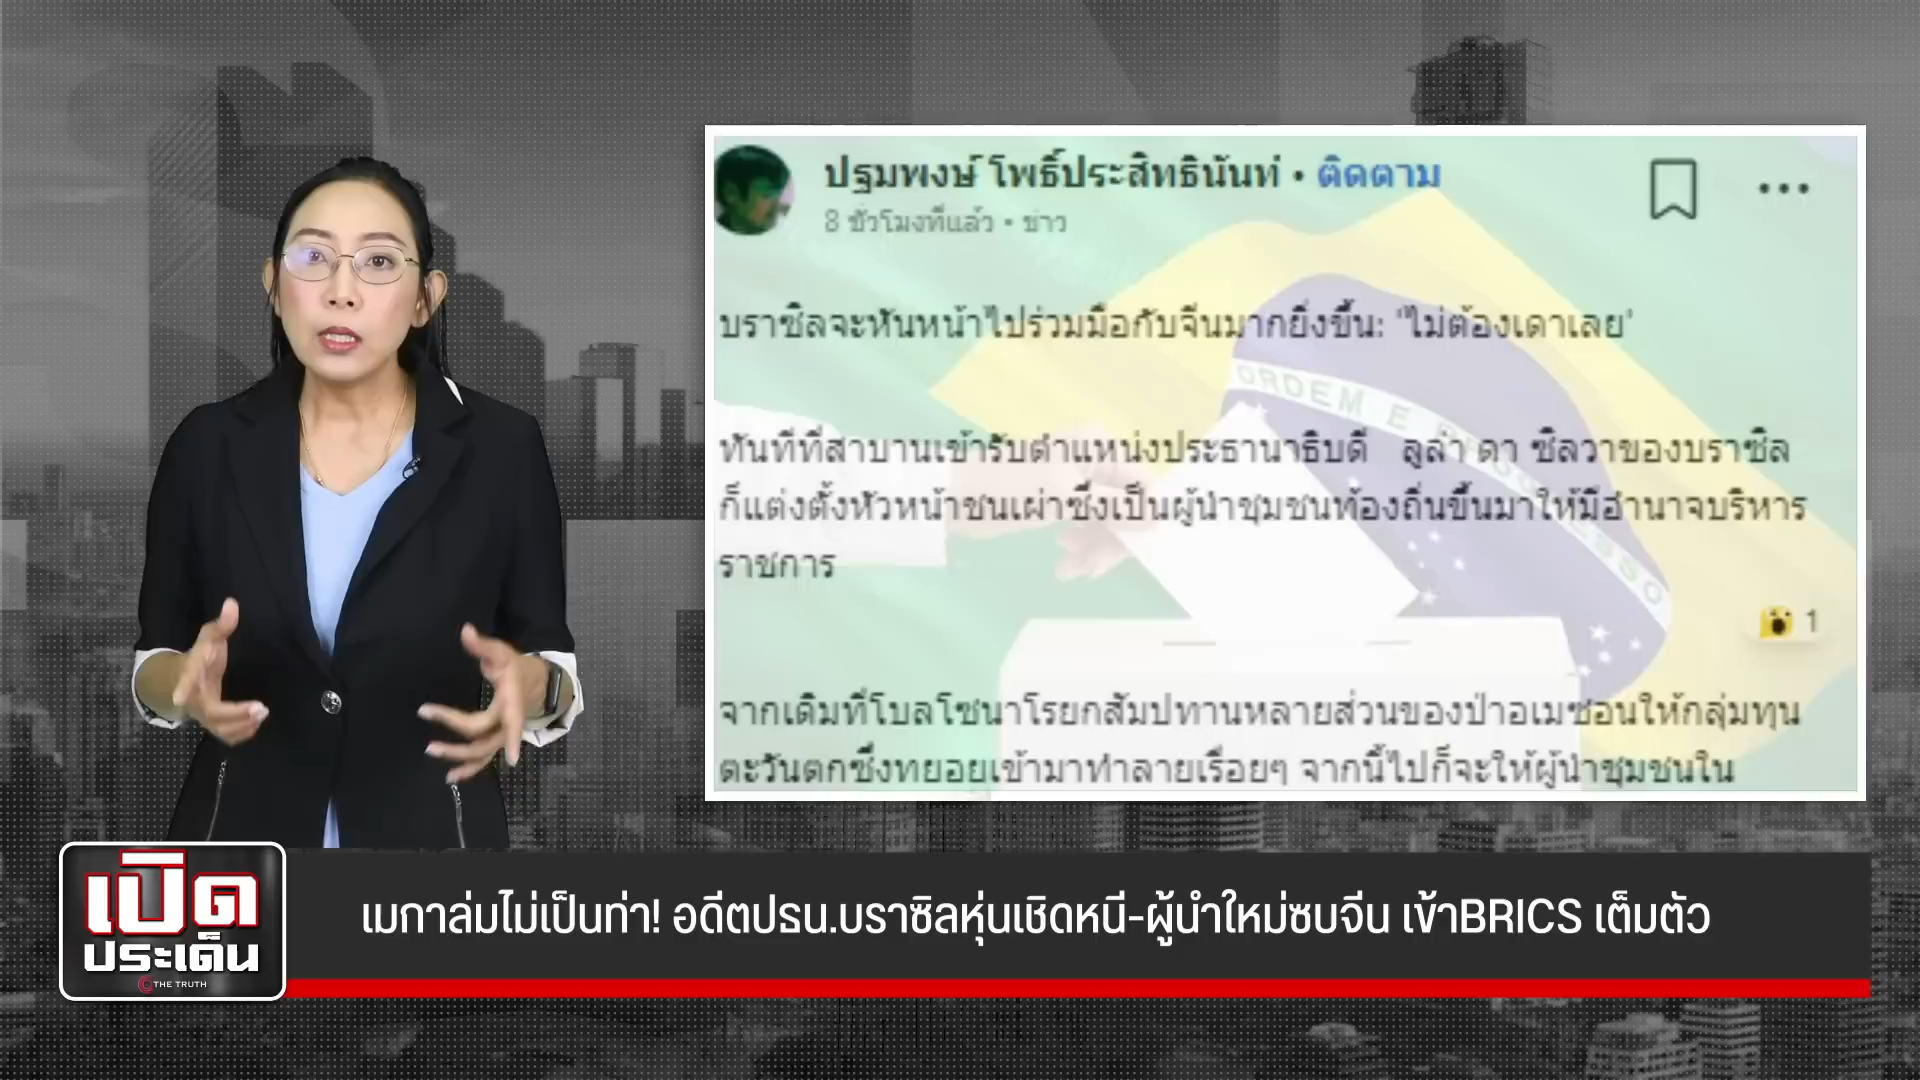 ปฐมพงษ์ โพธิ์ประสิทธินันท์ • ติดตาม
8 ชั่วโมงที่แล้ว • ข่าว
บราซิลจะหันหน้าไปร่วมมือกับจีนมากยิ่งขึ้น: 'ไม่ต้องเดาเลย'
ORDEM E PROGRESSO
ทันทีที่สาบานเข้ารับตำแหน่งประธานาธิบดี ลูล่า ดา ซิลวาของบราซิล
ก็แต่งตั้งหัวหน้าชนเผ่าซึ่งเป็นผู้นำชุมชนท้องถิ่นขึ้นมาให้มีอำนาจบริหาร
ราชการ
1
จากเดิมที่โบลโซนาโรยกสัมปทานหลายส่วนของป่าอเมซอนให้กลุ่มทุน
ตะวันตกซึ่งทยอยเข้ามาทำลายเรื่อยๆ จากนี้ไปก็จะให้ผู้นำชุมชนใน
เปิด
ประเด็น
THE TRUTH
เมกาล่มไม่เป็นท่า! อดีตปธน.บราซิลหุ่นเชิดหนี-ผู้นำใหม่ซบจีน เข้าBRICS เต็มตัว